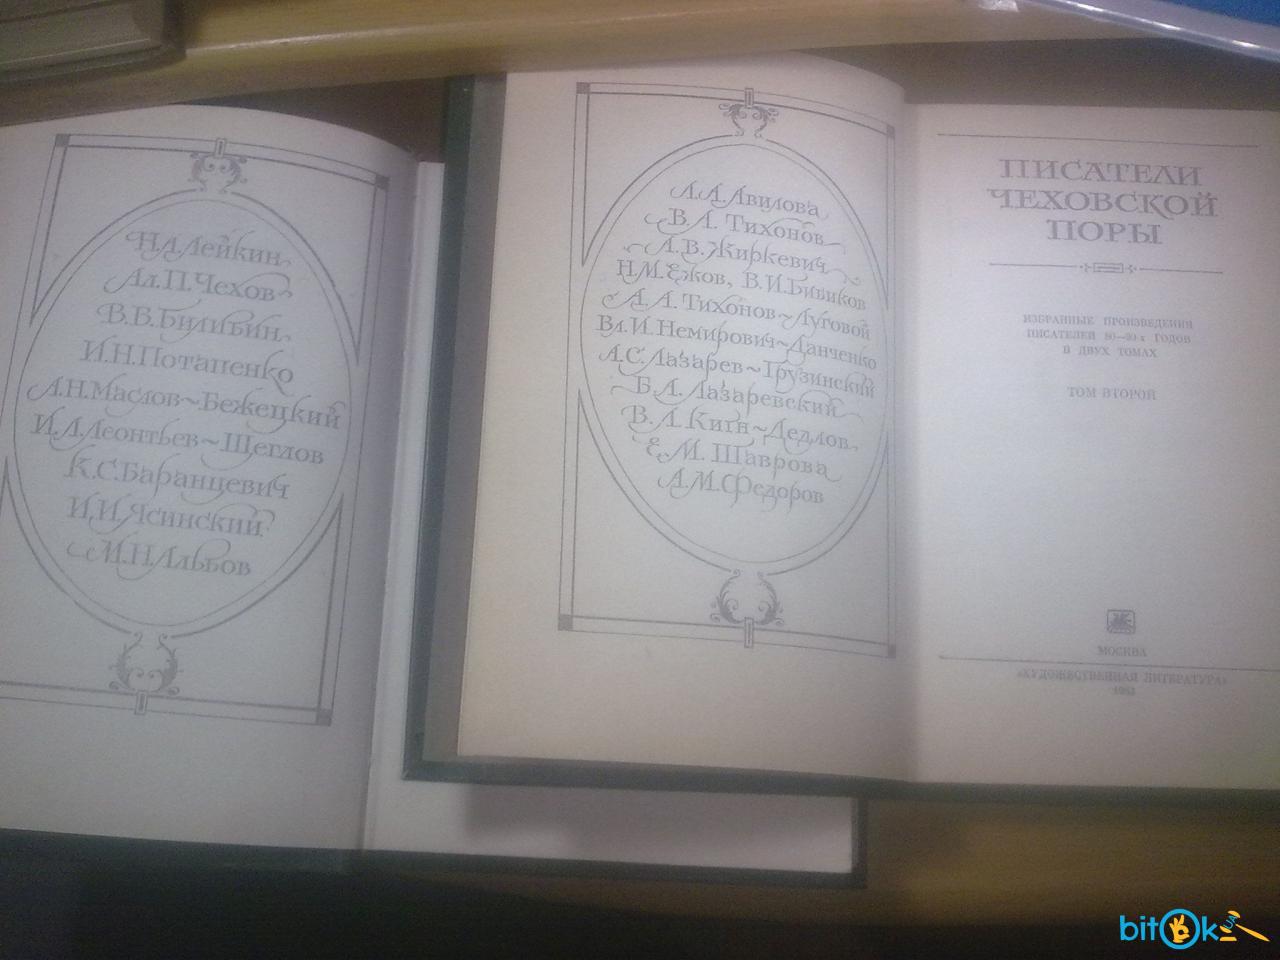 Н.А.Лейкин
Ал.П.Чехов
В.В.Билибин
И.Н.Потапенко
А.Н.Маслов~Бежецкий
И.Л.Леонтьев~Щеглов
К.С.Баранцевич
И.И.Ясинский
М.Н.Альбов
Л.А.Авилова
В.А.Тихонов
А.В.Жиркевич
Н.М.Ежов, В.И.Бибиков
А.А.Тихонов~Луговой
Вл.И.Немирович~Данченко
А.С.Лазарев~Грузинский
Б.А.Лазаревский
В.Л.Кигн~Дедлов
Е.М.Шаврова
А.М.Федоров
ПИСАТЕЛИ
ЧЕХОВСКОЙ
ПОРЫ
ИЗБРАННЫЕ ПРОИЗВЕДЕНИЯ
ПИСАТЕЛЕЙ 80—90-х ГОДОВ
В ДВУХ ТОМАХ
ТОМ ВТОРОЙ
МОСКВА
«ХУДОЖЕСТВЕННАЯ ЛИТЕРАТУРА»
bitOk UA